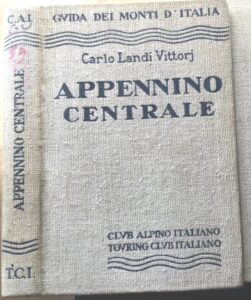 C.A.I.
APPENNINO CENTRALE
T.C.I.
GVIDA DEI MONTI D'ITALIA
Carlo Landi Vittorj
APPENNINO
CENTRALE
CLVB ALPINO ITALIANO
TOVRING CLVB ITALIANO